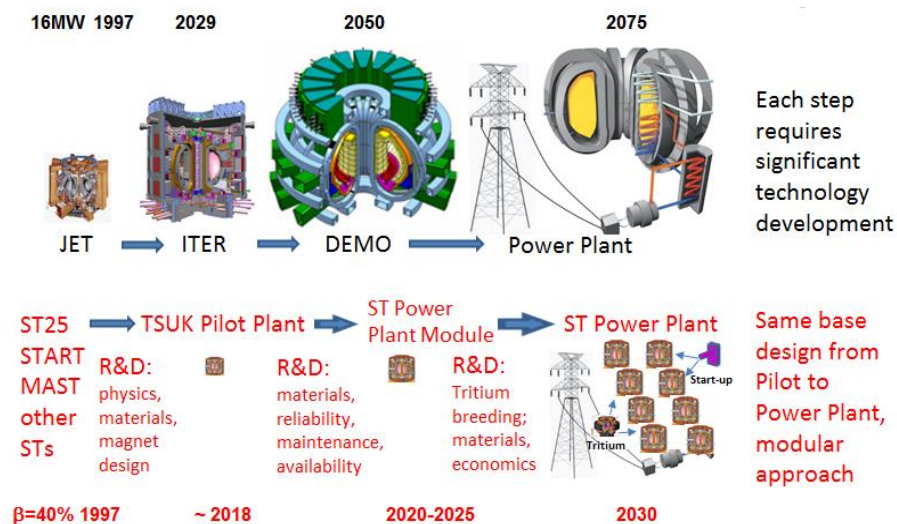 16MW 1997
2029
2050
2075
Each step
requires
significant
technology
development
JET
ITER
DEMO
Power Plant
ST25
START
MAST
other
STs
TSUK Pilot Plant
ST Power
Plant Module
ST Power Plant
R&D:
physics,
materials,
magnet
design
R&D:
materials,
reliability,
maintenance,
availability
R&D:
Tritium
breeding;
materials,
economics
Start-up
Tritium
Same base
design from
Pilot to
Power Plant,
modular
approach
β=40% 1997
~ 2018
2020-2025
2030